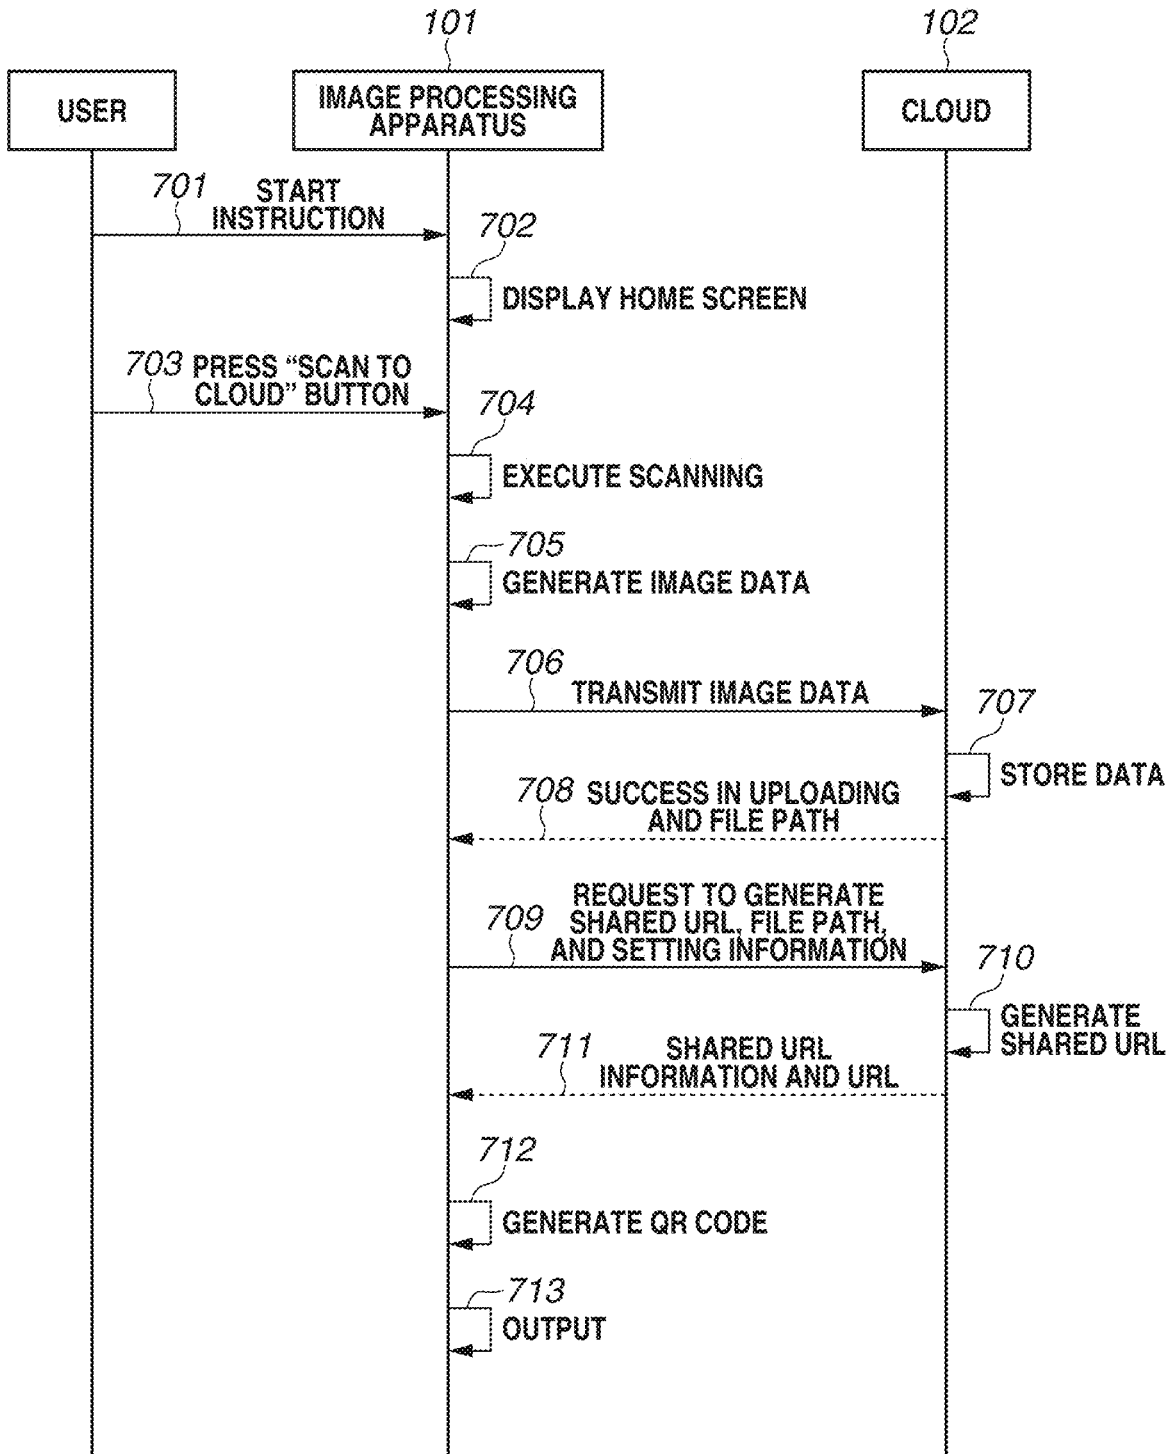 101
102
USER
IMAGE PROCESSING
APPARATUS
CLOUD
701
START
INSTRUCTION
702
DISPLAY HOME SCREEN
703
PRESS “SCAN TO
CLOUD” BUTTON
704
EXECUTE SCANNING
705
GENERATE IMAGE DATA
706
TRANSMIT IMAGE DATA
707
STORE DATA
708
SUCCESS IN UPLOADING
AND FILE PATH
709
REQUEST TO GENERATE
SHARED URL, FILE PATH,
AND SETTING INFORMATION
710
GENERATE
SHARED URL
711
SHARED URL
INFORMATION AND URL
712
GENERATE QR CODE
713
OUTPUT